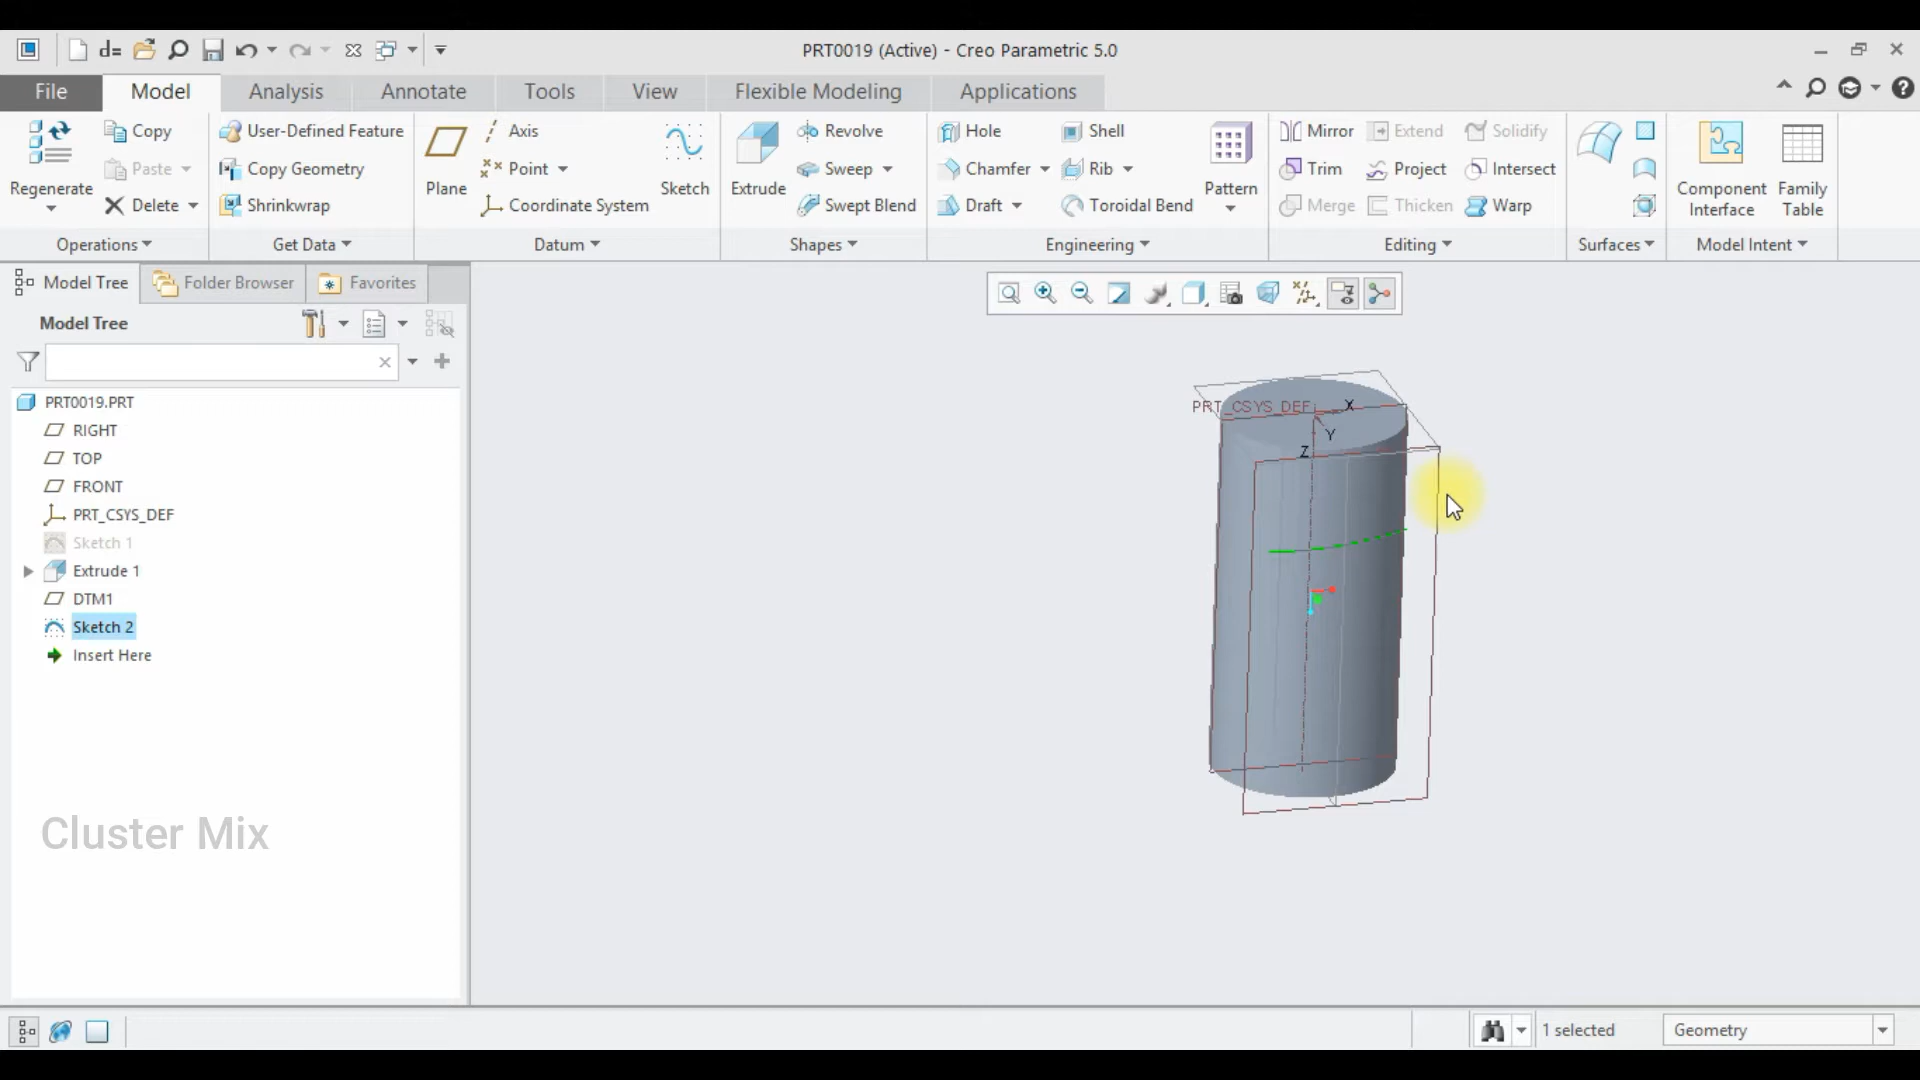 d=
PRT0019 (Active) - Creo Parametric 5.0
File Model Analysis Annotate Tools View Flexible Modeling Applications
Regenerate
Copy
Paste
Delete
Operations
User-Defined Feature
Copy Geometry
Shrinkwrap
Get Data
Plane
Axis
Point
Coordinate System
Sketch
Datum
Extrude
Revolve
Sweep
Swept Blend
Shapes
Hole
Chamfer
Draft
Shell
Rib
Toroidal Bend
Pattern
Engineering
Mirror
Trim
Merge
Extend
Project
Thicken
Solidify
Intersect
Warp
Editing
Surfaces
Component
Interface
Family
Table
Model Intent
Model Tree Folder Browser Favorites
Model Tree
PRT0019.PRT
RIGHT
TOP
FRONT
PRT_CSYS_DEF
Sketch 1
Extrude 1
DTM1
Sketch 2
Insert Here
Cluster Mix
PRT_CSYS_DEF
X
Y
Z
1 selected
Geometry